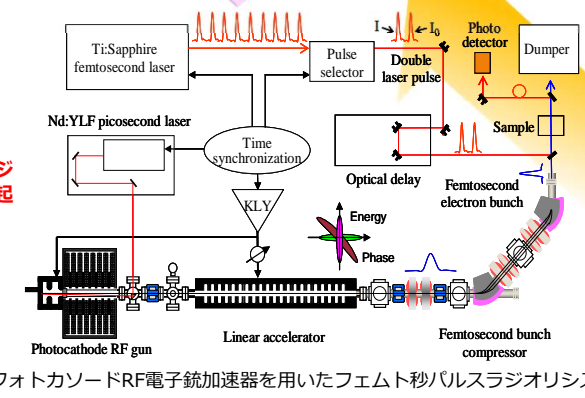 Ti:Sapphire
femtosecond laser
Pulse
selector
I
I0
Double
laser pulse
Photo
detector
Dumper
Nd:YLF picosecond laser
Time
synchronization
Sample
ジ
起
Optical delay
Femtosecond
electron bunch
KLY
Energy
Phase
Photocathode RF gun
Linear accelerator
Femtosecond bunch
compressor
フォトカソードRF電子銃加速器を用いたフェムト秒パルスラジオリシス